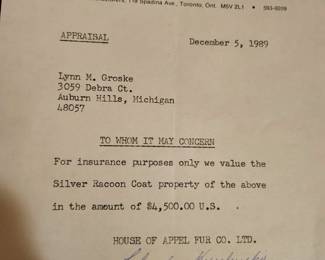 119 Spadina Ave., Toronto, Ont. M5V 2L1 •
APPRAISAL
December 5, 1989
Lynn M. Groske
3059 Debra Ct.
Auburn Hills, Michigan
48057
TO WHOM IT MAY CONCERN
For insurance purposes only we value the
Silver Racoon Coat property of the above
in the amount of $4,500.00 U.S.
HOUSE OF APPEL FUR CO. LTD.